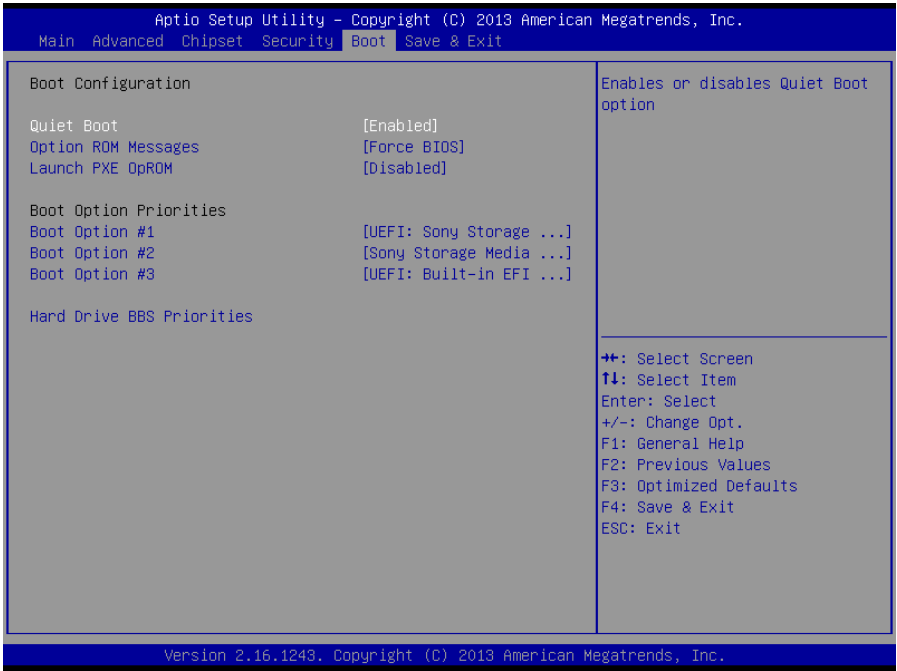 Aptio Setup Utility – Copyright (C) 2013 American Megatrends, Inc.
Main Advanced Chipset Security Boot Save & Exit
Boot Configuration
Quiet Boot [Enabled]
Option ROM Messages [Force BIOS]
Launch PXE OpROM [Disabled]
Boot Option Priorities
Boot Option #1 [UEFI: Sony Storage ...]
Boot Option #2 [Sony Storage Media ...]
Boot Option #3 [UEFI: Built-in EFI ...]
Hard Drive BBS Priorities
Enables or disables Quiet Boot
option
→←: Select Screen
↑↓: Select Item
Enter: Select
+/-: Change Opt.
F1: General Help
F2: Previous Values
F3: Optimized Defaults
F4: Save & Exit
ESC: Exit
Version 2.16.1243. Copyright (C) 2013 American Megatrends, Inc.